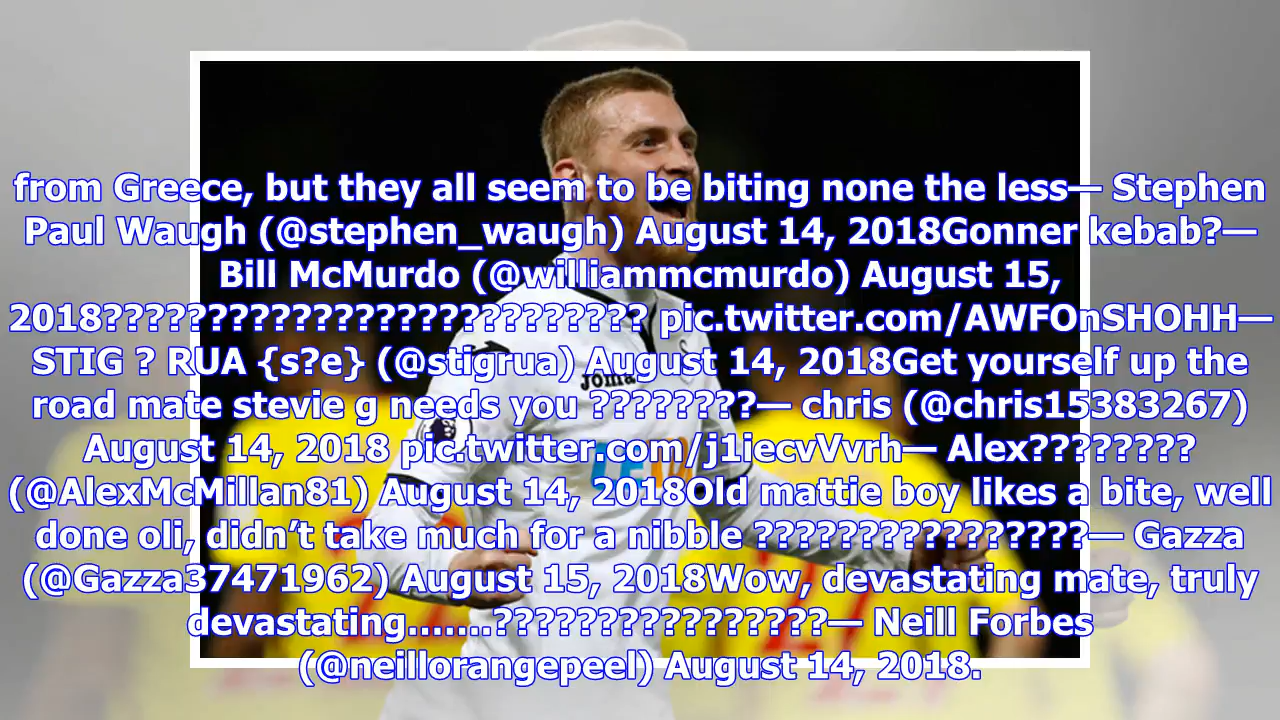 from Greece, but they all seem to be biting none the less— Stephen
Paul Waugh (@stephen_waugh) August 14, 2018Gonner kebab?—
Bill McMurdo (@williammcmurdo) August 15,
2018?????????????????????????? pic.twitter.com/AWFOnSHOHH—
STIG ? RUA {s?e} (@stigrua) August 14, 2018Get yourself up the
road mate stevie g needs you ????????— chris (@chris15383267)
August 14, 2018 pic.twitter.com/j1iecvVvrh— Alex????????
(@AlexMcMillan81) August 14, 2018Old mattie boy likes a bite, well
done oli, didn’t take much for a nibble ????????????????— Gazza
(@Gazza37471962) August 15, 2018Wow, devastating mate, truly
devastating.......????????????????— Neill Forbes
(@neillorangepeel) August 14, 2018.
joma